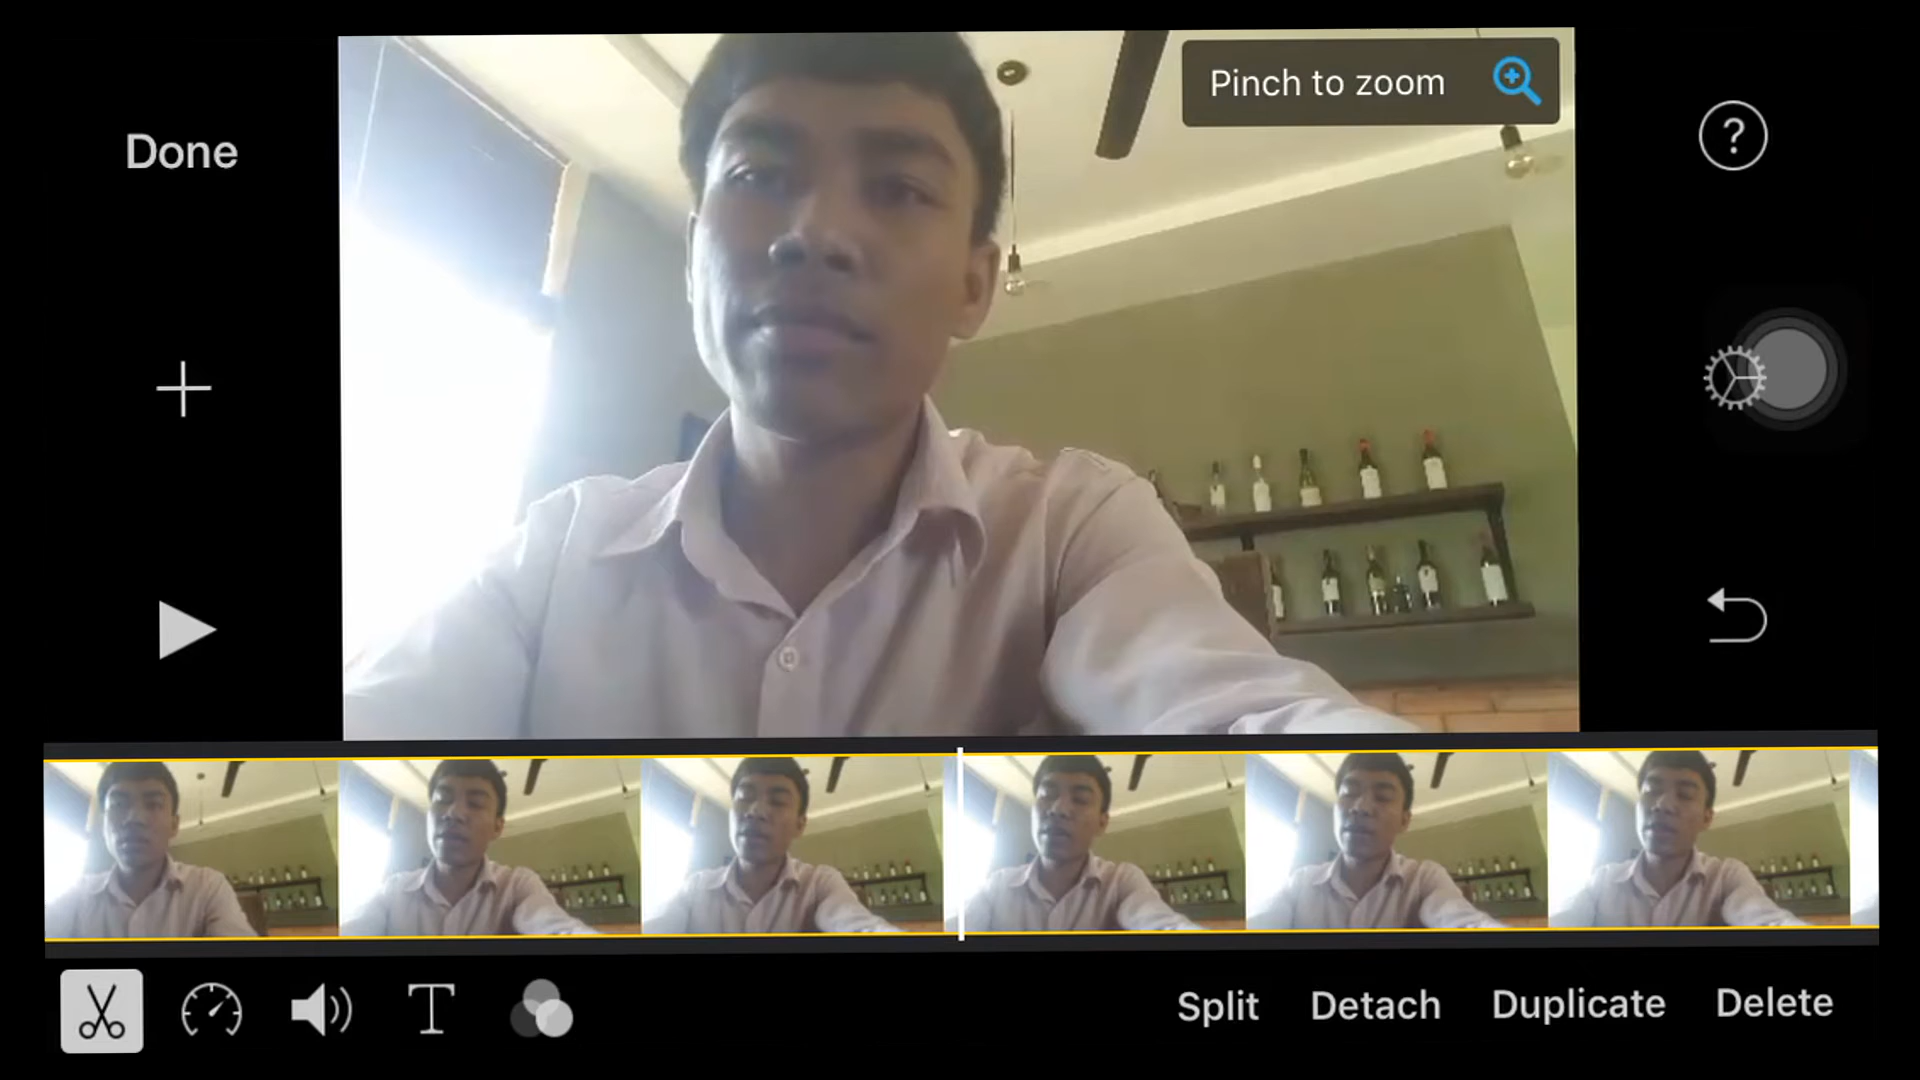 Pinch to zoom
Done
?
T
Split Detach Duplicate Delete